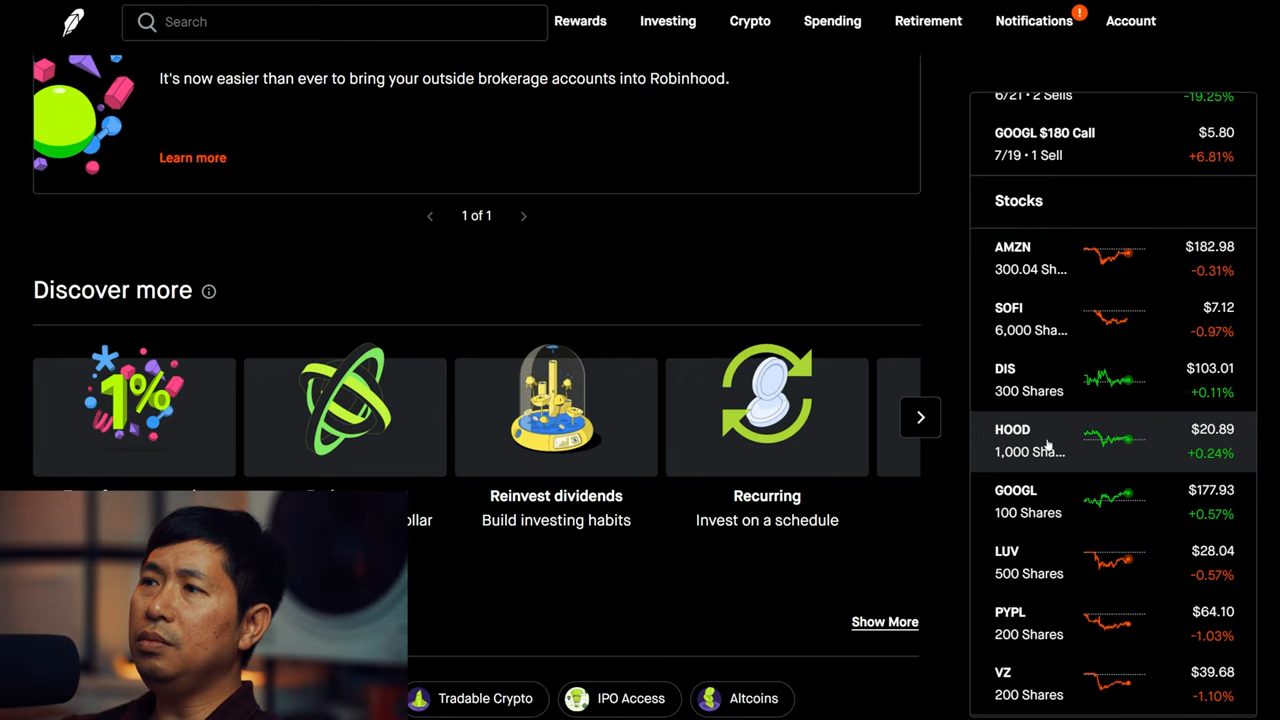 Search
Rewards
Investing
Crypto
Spending
Retirement
Notifications
!
Account
It's now easier than ever to bring your outside brokerage accounts into Robinhood.
Learn more
1 of 1
Discover more
1%
Reinvest dividends
Build investing habits
Recurring
Invest on a schedule
ollar
Show More
Tradable Crypto
IPO Access
Altcoins
6/21 • 2 Sells
-19.25%
GOOGL $180 Call
$5.80
7/19 • 1 Sell
+6.81%
Stocks
AMZN
$182.98
300.04 Sh...
-0.31%
SOFI
$7.12
6,000 Sha...
-0.97%
DIS
$103.01
300 Shares
+0.11%
HOOD
$20.89
1,000 Sha...
+0.24%
GOOGL
$177.93
100 Shares
+0.57%
LUV
$28.04
500 Shares
-0.57%
PYPL
$64.10
200 Shares
-1.03%
VZ
$39.68
200 Shares
-1.10%